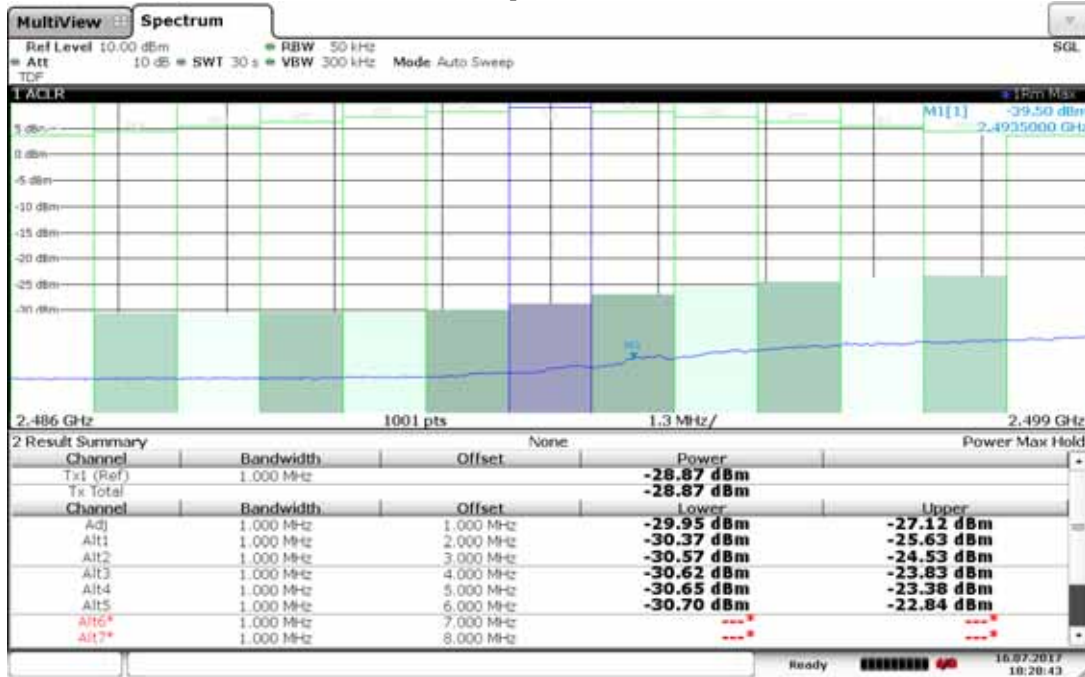 MultiView Spectrum
Ref Level 10.00 dBm RBW 50 kHz SGL
Att 10 dB SWT 30 s VBW 300 kHz Mode Auto Sweep
TDF
1 ACLR 1Rm Max
M1[1] -39.50 dBm
2.4935000 GHz
5 dBm
0 dBm
-5 dBm
-10 dBm
-15 dBm
-20 dBm
-25 dBm
-30 dBm
M1
2.486 GHz 1001 pts 1.3 MHz/ 2.499 GHz
2 Result Summary None Power Max Hold
Channel Bandwidth Offset Power
Tx1 (Ref) 1.000 MHz -28.87 dBm
Tx Total -28.87 dBm
Channel Bandwidth Offset Lower Upper
Adj 1.000 MHz 1.000 MHz -29.95 dBm -27.12 dBm
Alt1 1.000 MHz 2.000 MHz -30.37 dBm -25.63 dBm
Alt2 1.000 MHz 3.000 MHz -30.57 dBm -24.53 dBm
Alt3 1.000 MHz 4.000 MHz -30.62 dBm -23.83 dBm
Alt4 1.000 MHz 5.000 MHz -30.65 dBm -23.38 dBm
Alt5 1.000 MHz 6.000 MHz -30.70 dBm -22.84 dBm
Alt6* 1.000 MHz 7.000 MHz ---* ---*
Alt7* 1.000 MHz 8.000 MHz ---* ---*
Ready 16.07.2017
18:28:43